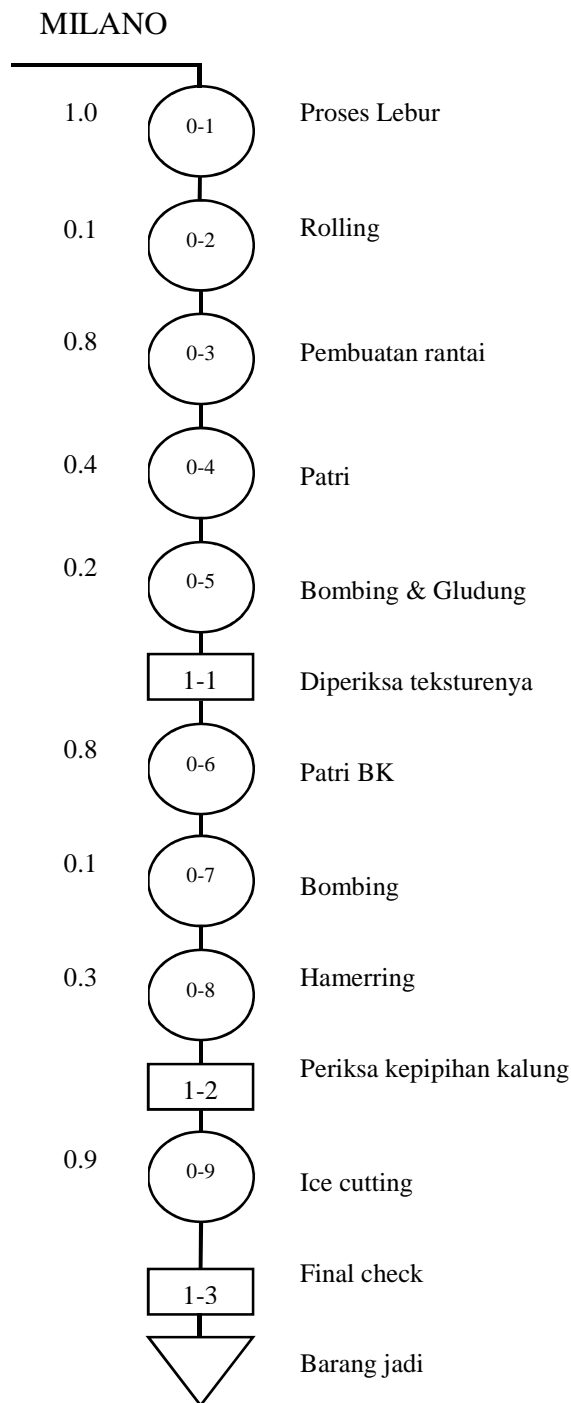 MILANO
1.0 0-1 Proses Lebur
0.1 0-2 Rolling
0.8 0-3 Pembuatan rantai
0.4 0-4 Patri
0.2 0-5 Bombing & Gludung
1-1 Diperiksa teksturenya
0.8 0-6 Patri BK
0.1 0-7 Bombing
0.3 0-8 Hamerring
1-2 Periksa kepipihan kalung
0.9 0-9 Ice cutting
1-3 Final check
Barang jadi